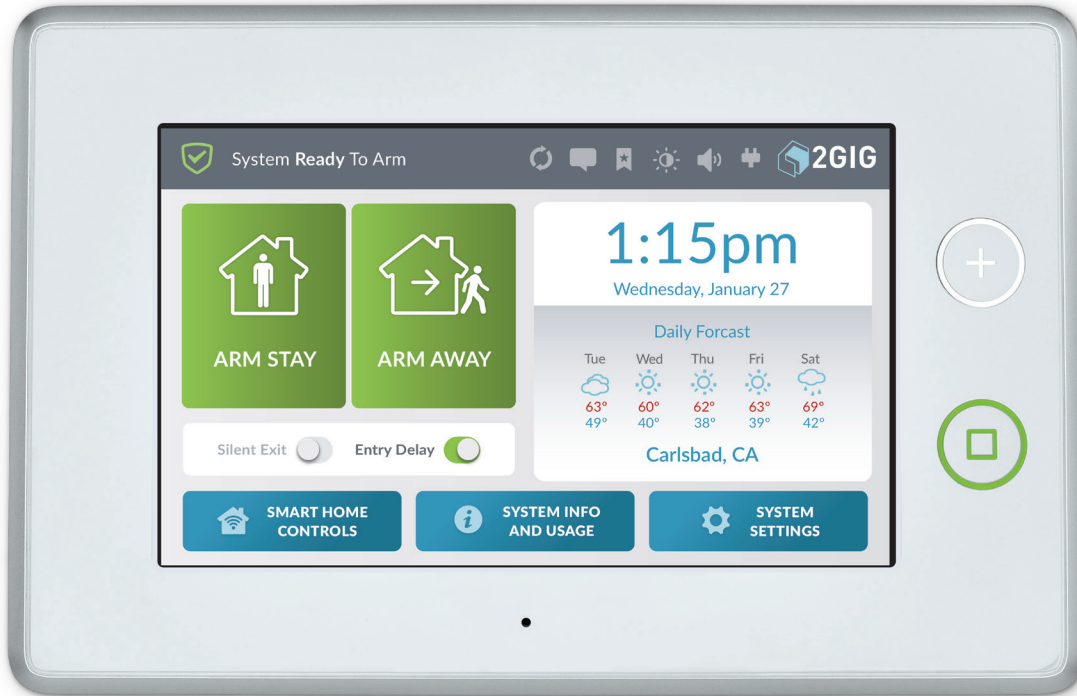 System Ready To Arm
2GIG
ARM STAY
ARM AWAY
Silent Exit
Entry Delay
1:15pm
Wednesday, January 27
Daily Forcast
Tue Wed Thu Fri Sat
63° 60° 62° 63° 69°
49° 40° 38° 39° 42°
Carlsbad, CA
SMART HOME
CONTROLS
SYSTEM INFO
AND USAGE
SYSTEM
SETTINGS